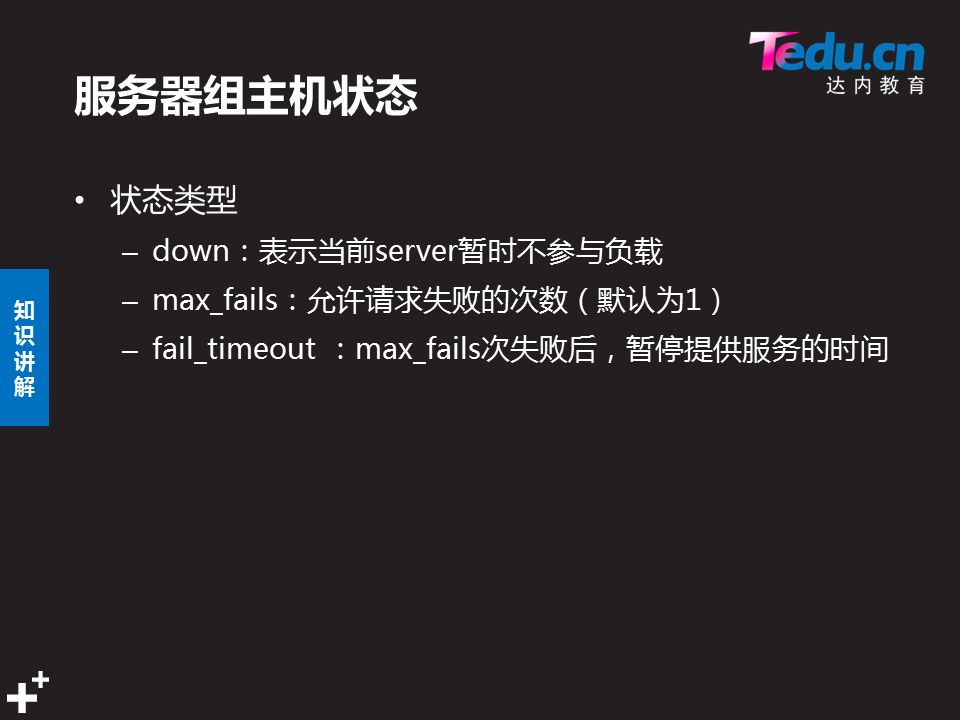 Tedu.cn
达内教育
服务器组主机状态
• 状态类型
– down：表示当前server暂时不参与负载
– max_fails：允许请求失败的次数（默认为1）
– fail_timeout ：max_fails次失败后，暂停提供服务的时间
知
识
讲
解